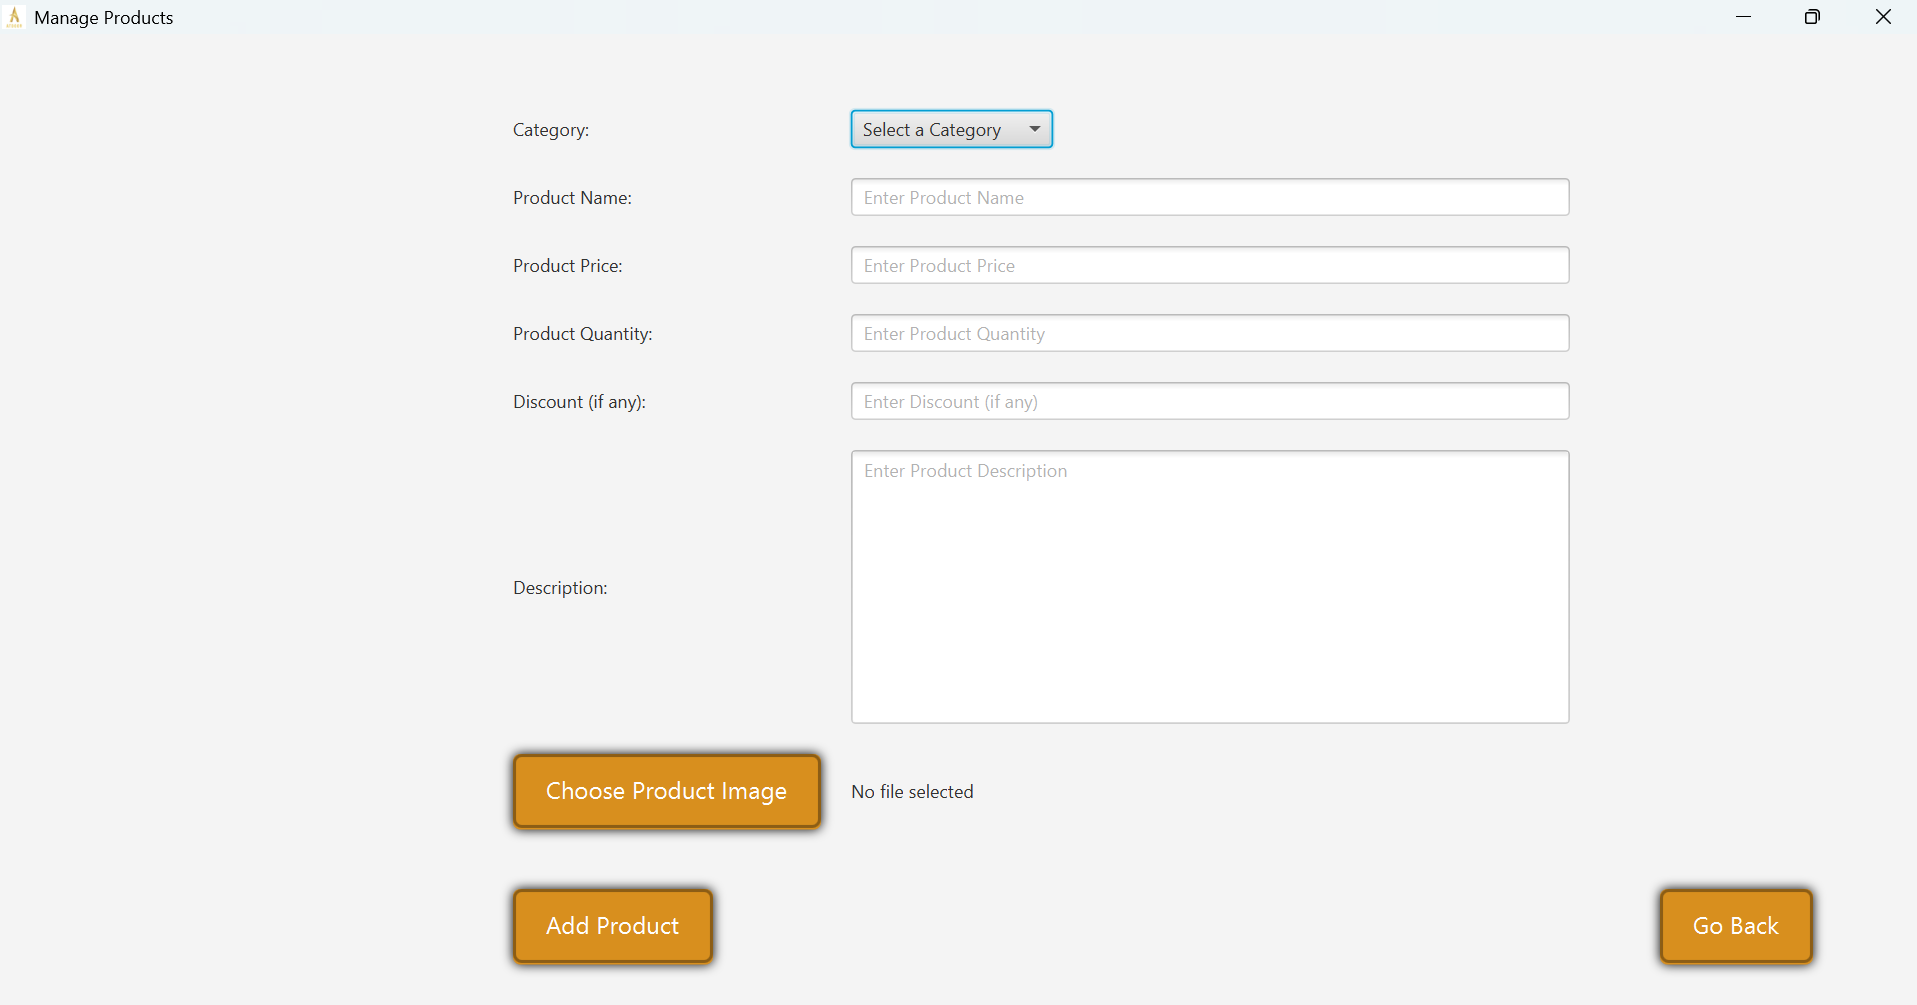 Manage Products
Category:
Select a Category
Product Name:
Enter Product Name
Product Price:
Enter Product Price
Product Quantity:
Enter Product Quantity
Discount (if any):
Enter Discount (if any)
Enter Product Description
Description:
Choose Product Image
No file selected
Add Product
Go Back